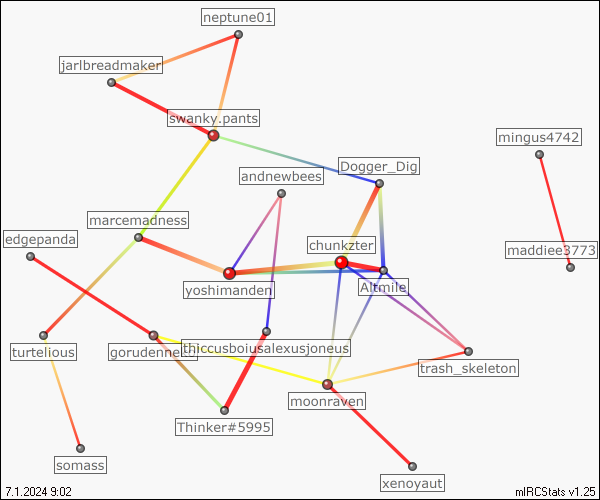 neptune01
jarlbreadmaker
swanky.pants
mingus4742
Dogger_Dig
andnewbees
marcemadness
edgepanda
chunkzter
maddiee3773
Altmile
yoshimanden
turtelious
thiccusboiusalexusjoneus
trash_skeleton
moonraven
Thinker#5995
somass
xenoyaut
7.1.2024 9:02
mIRCStats v1.25